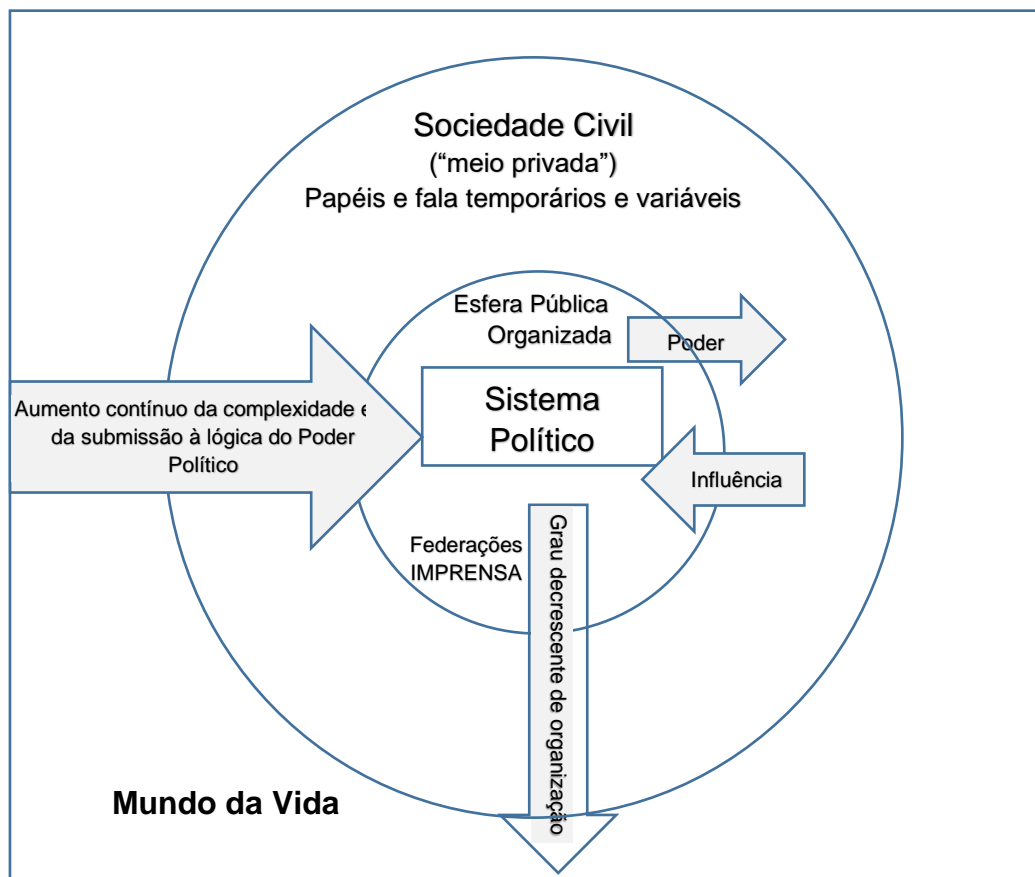 Sociedade Civil
(“meio privada”)
Papéis e fala temporários e variáveis
Esfera Pública
Organizada
Poder
Sistema
Político
Aumento contínuo da complexidade e
da submissão à lógica do Poder
Político
Influência
Federações
IMPRENSA
Grau decrescente de organização
Mundo da Vida